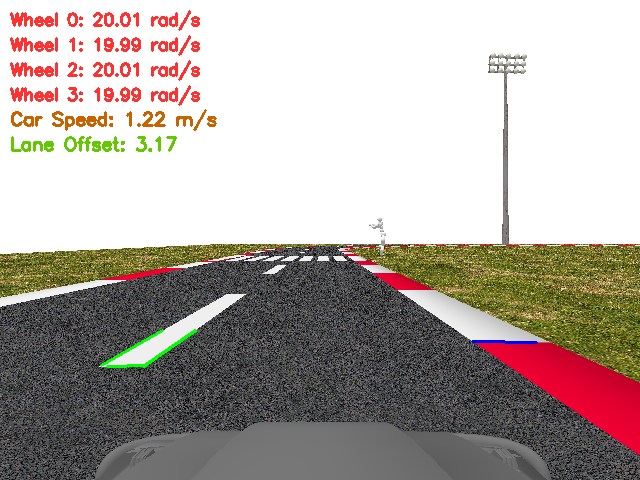 Wheel 0: 20.01 rad/s
Wheel 1: 19.99 rad/s
Wheel 2: 20.01 rad/s
Wheel 3: 19.99 rad/s
Car Speed: 1.22 m/s
Lane Offset: 3.17